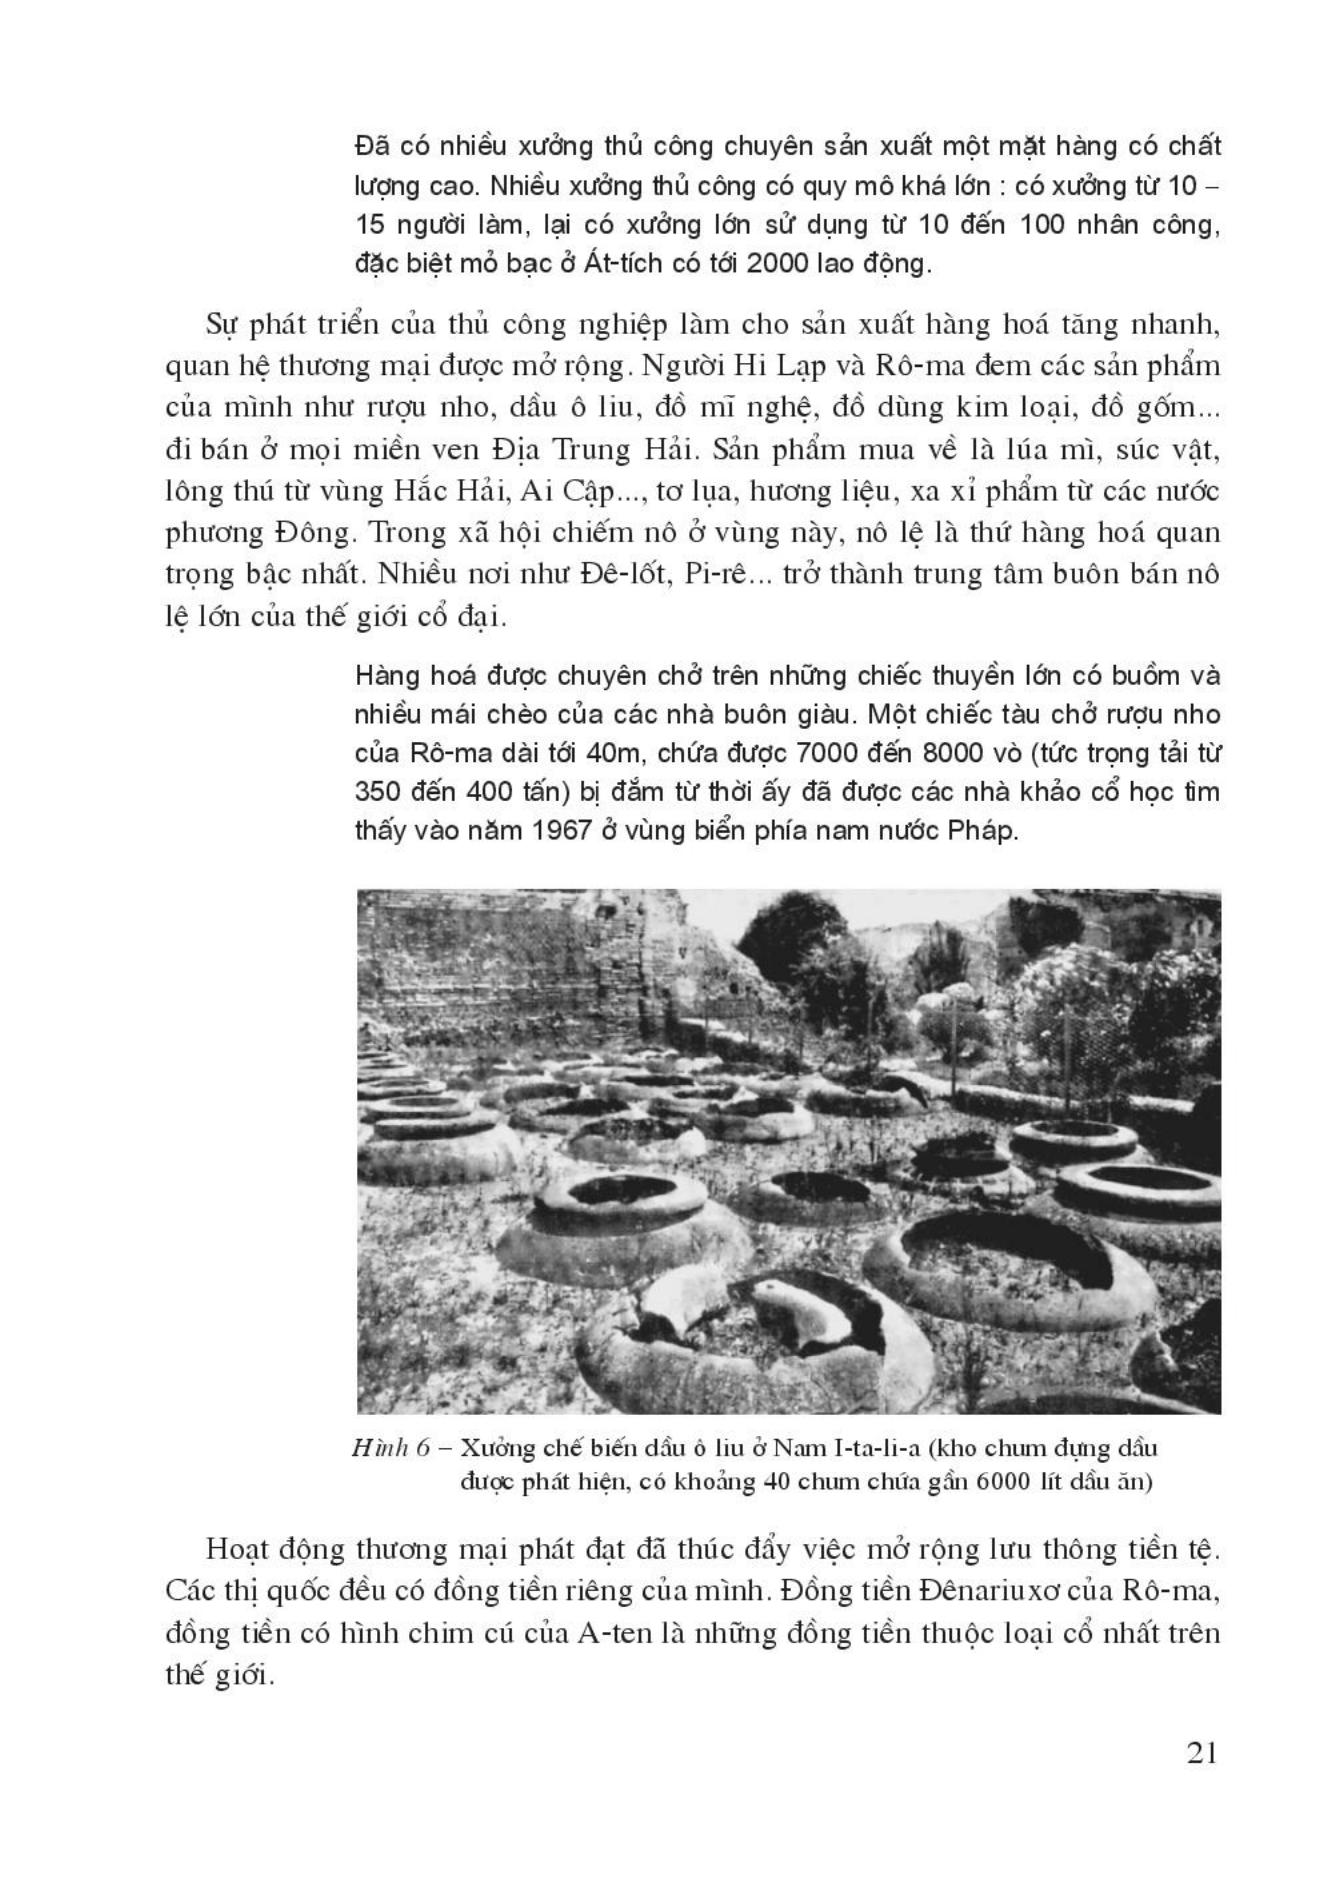 Đã có nhiều xưởng thủ công chuyên sản xuất một mặt hàng có chất
lượng cao. Nhiều xưởng thủ công có quy mô khá lớn : có xưởng từ 10 –
15 người làm, lại có xưởng lớn sử dụng từ 10 đến 100 nhân công,
đặc biệt mỏ bạc ở Át-tích có tới 2000 lao động.
Sự phát triển của thủ công nghiệp làm cho sản xuất hàng hoá tăng nhanh,
quan hệ thương mại được mở rộng. Người Hi Lạp và Rô-ma đem các sản phẩm
của mình như rượu nho, dầu ô liu, đồ mĩ nghệ, đồ dùng kim loại, đồ gốm...
đi bán ở mọi miền ven Địa Trung Hải. Sản phẩm mua về là lúa mì, súc vật,
lông thú từ vùng Hắc Hải, Ai Cập..., tơ lụa, hương liệu, xa xỉ phẩm từ các nước
phương Đông. Trong xã hội chiếm nô ở vùng này, nô lệ là thứ hàng hoá quan
trọng bậc nhất. Nhiều nơi như Đê-lốt, Pi-rê... trở thành trung tâm buôn bán nô
lệ lớn của thế giới cổ đại.
Hàng hoá được chuyên chở trên những chiếc thuyền lớn có buồm và
nhiều mái chèo của các nhà buôn giàu. Một chiếc tàu chở rượu nho
của Rô-ma dài tới 40m, chứa được 7000 đến 8000 vò (tức trọng tải từ
350 đến 400 tấn) bị đắm từ thời ấy đã được các nhà khảo cổ học tìm
thấy vào năm 1967 ở vùng biển phía nam nước Pháp.
Hình 6 – Xưởng chế biến dầu ô liu ở Nam I-ta-li-a (kho chum đựng dầu
được phát hiện, có khoảng 40 chum chứa gần 6000 lít dầu ăn)
Hoạt động thương mại phát đạt đã thúc đẩy việc mở rộng lưu thông tiền tệ.
Các thị quốc đều có đồng tiền riêng của mình. Đồng tiền Đênariuxơ của Rô-ma,
đồng tiền có hình chim cú của A-ten là những đồng tiền thuộc loại cổ nhất trên
thế giới.
21